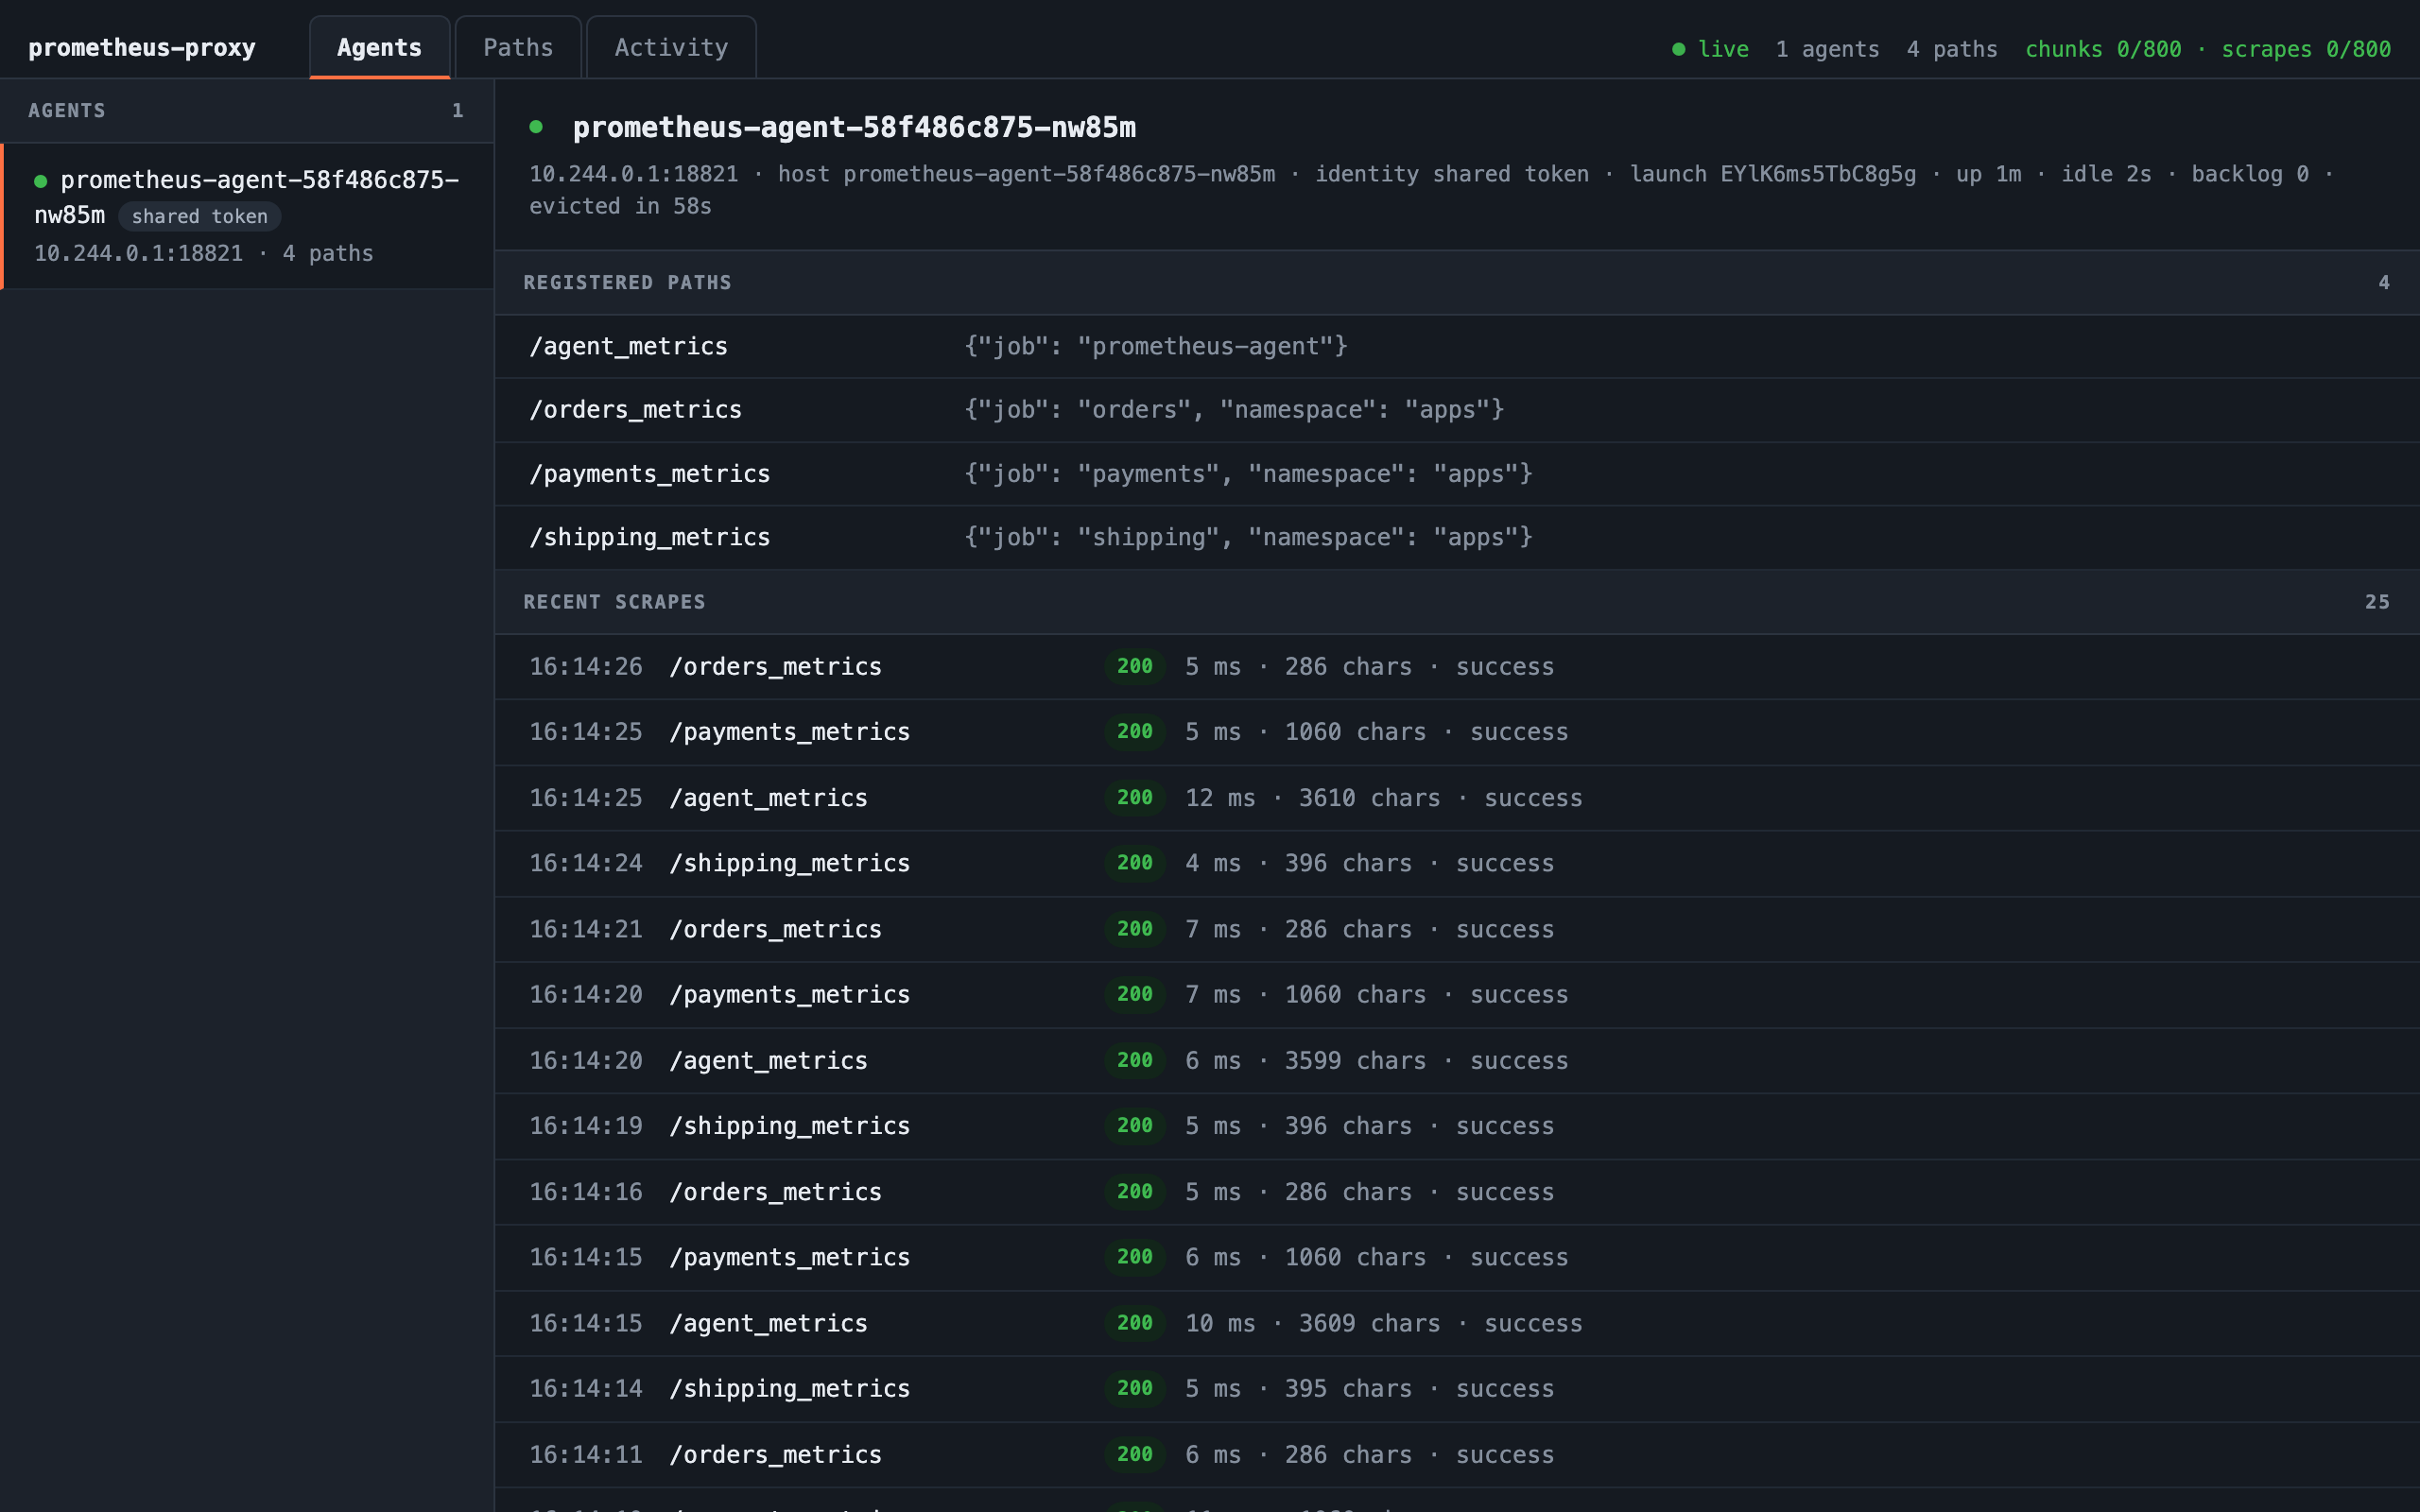 prometheus-proxy Agents Paths Activity ● live 1 agents 4 paths chunks 0/800 · scrapes 0/800
AGENTS 1
prometheus-agent-58f486c875-
nw85m shared token
10.244.0.1:18821 · 4 paths
prometheus-agent-58f486c875-nw85m
10.244.0.1:18821 · host prometheus-agent-58f486c875-nw85m · identity shared token · launch EYlK6ms5TbC8g5g · up 1m · idle 2s · backlog 0 ·
evicted in 58s
REGISTERED PATHS 4
/agent_metrics {"job": "prometheus-agent"}
/orders_metrics {"job": "orders", "namespace": "apps"}
/payments_metrics {"job": "payments", "namespace": "apps"}
/shipping_metrics {"job": "shipping", "namespace": "apps"}
RECENT SCRAPES 25
16:14:26 /orders_metrics 200 5 ms · 286 chars · success
16:14:25 /payments_metrics 200 5 ms · 1060 chars · success
16:14:25 /agent_metrics 200 12 ms · 3610 chars · success
16:14:24 /shipping_metrics 200 4 ms · 396 chars · success
16:14:21 /orders_metrics 200 7 ms · 286 chars · success
16:14:20 /payments_metrics 200 7 ms · 1060 chars · success
16:14:20 /agent_metrics 200 6 ms · 3599 chars · success
16:14:19 /shipping_metrics 200 5 ms · 396 chars · success
16:14:16 /orders_metrics 200 5 ms · 286 chars · success
16:14:15 /payments_metrics 200 6 ms · 1060 chars · success
16:14:15 /agent_metrics 200 10 ms · 3609 chars · success
16:14:14 /shipping_metrics 200 5 ms · 395 chars · success
16:14:11 /orders_metrics 200 6 ms · 286 chars · success